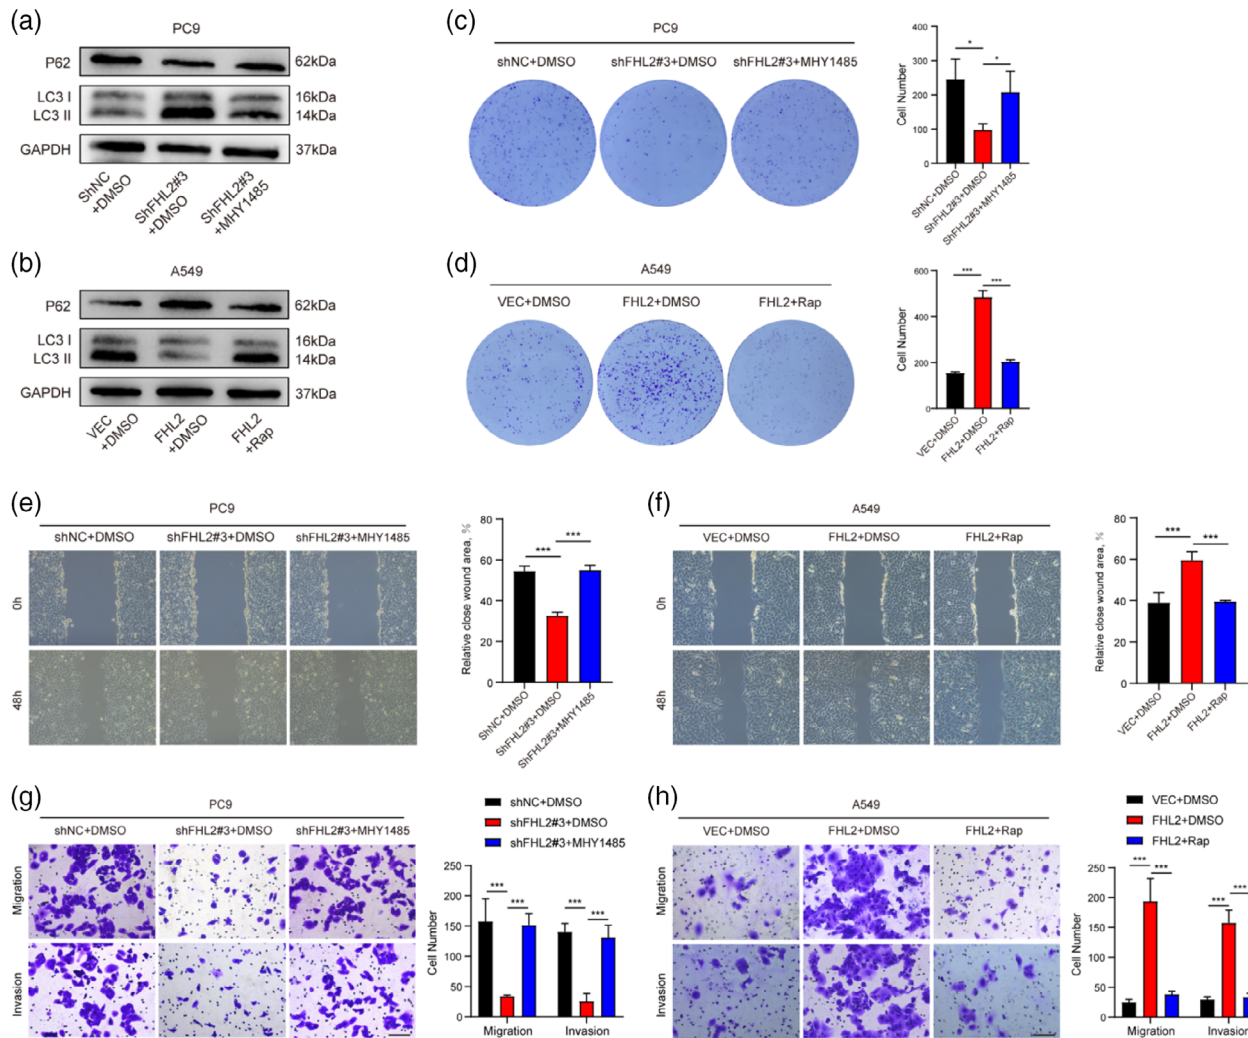 (a)
PC9
P62
62kDa
LC3 I
16kDa
LC3 II
14kDa
GAPDH
37kDa
ShNC
+DMSO
ShFHL2#3
+DMSO
ShFHL2#3
+MHY1485
(b)
A549
P62
62kDa
LC3 I
16kDa
LC3 II
14kDa
GAPDH
37kDa
VEC
+DMSO
FHL2
+DMSO
FHL2
+Rap
(c)
PC9
shNC+DMSO
shFHL2#3+DMSO
shFHL2#3+MHY1485
Cell Number
400
300
200
100
0
*
*
ShNC+DMSO
ShFHL2#3+DMSO
ShFHL2#3+MHY1485
(d)
A549
VEC+DMSO
FHL2+DMSO
FHL2+Rap
Cell Number
600
400
200
0
***
***
VEC+DMSO
FHL2+DMSO
FHL2+Rap
(e)
PC9
shNC+DMSO
shFHL2#3+DMSO
shFHL2#3+MHY1485
0h
48h
Relative close wound area, %
80
60
40
20
0
***
***
ShNC+DMSO
ShFHL2#3+DMSO
ShFHL2#3+MHY1485
(f)
A549
VEC+DMSO
FHL2+DMSO
FHL2+Rap
0h
48h
Relative close wound area, %
80
60
40
20
0
***
***
VEC+DMSO
FHL2+DMSO
FHL2+Rap
(g)
PC9
shNC+DMSO
shFHL2#3+DMSO
shFHL2#3+MHY1485
Migration
Invasion
shNC+DMSO
shFHL2#3+DMSO
shFHL2#3+MHY1485
Cell Number
250
200
150
100
50
0
***
***
***
***
Migration
Invasion
(h)
A549
VEC+DMSO
FHL2+DMSO
FHL2+Rap
Migration
Invasion
VEC+DMSO
FHL2+DMSO
FHL2+Rap
Cell Number
250
200
150
100
50
0
***
***
***
***
Migration
Invasion